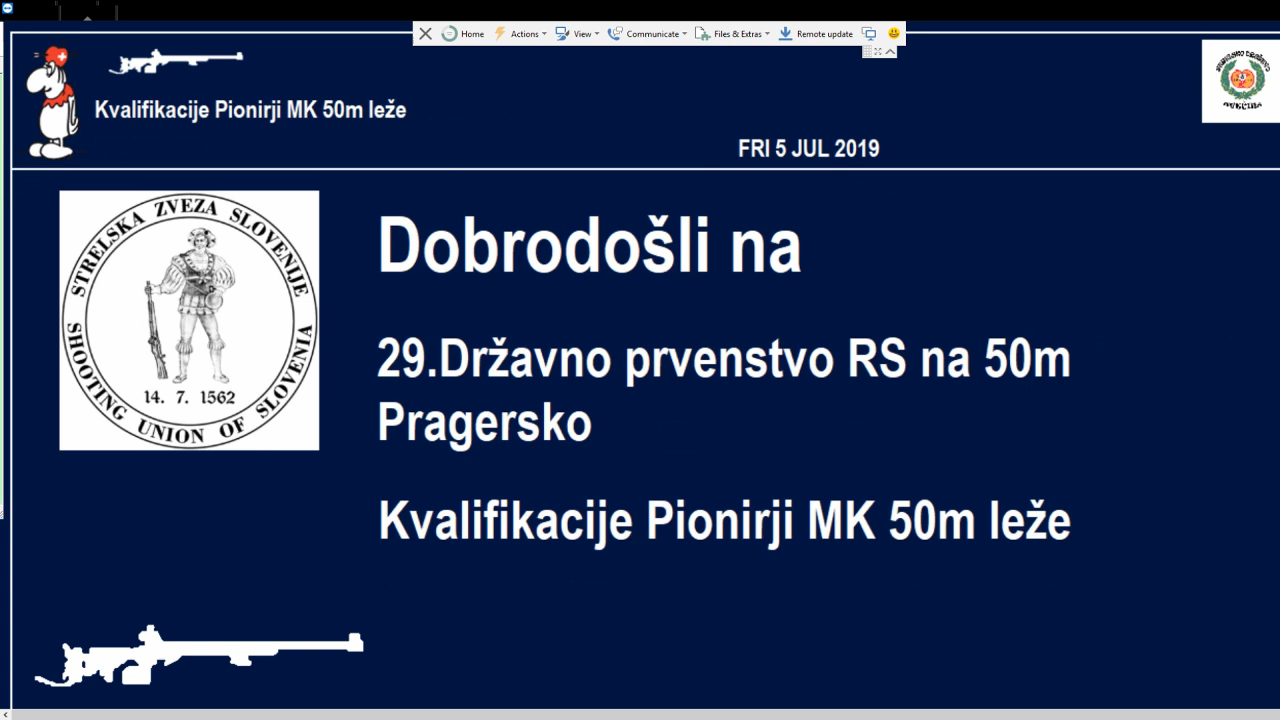 Home
Actions
View
Communicate
Files & Extras
Remote update
Kvalifikacije Pionirji MK 50m leže
FRI 5 JUL 2019
STRELSKA ZVEZA SLOVENIJE
14. 7. 1562
SHOOTING UNION OF SLOVENIA
Dobrodošli na
29.Državno prvenstvo RS na 50m
Pragersko
Kvalifikacije Pionirji MK 50m leže